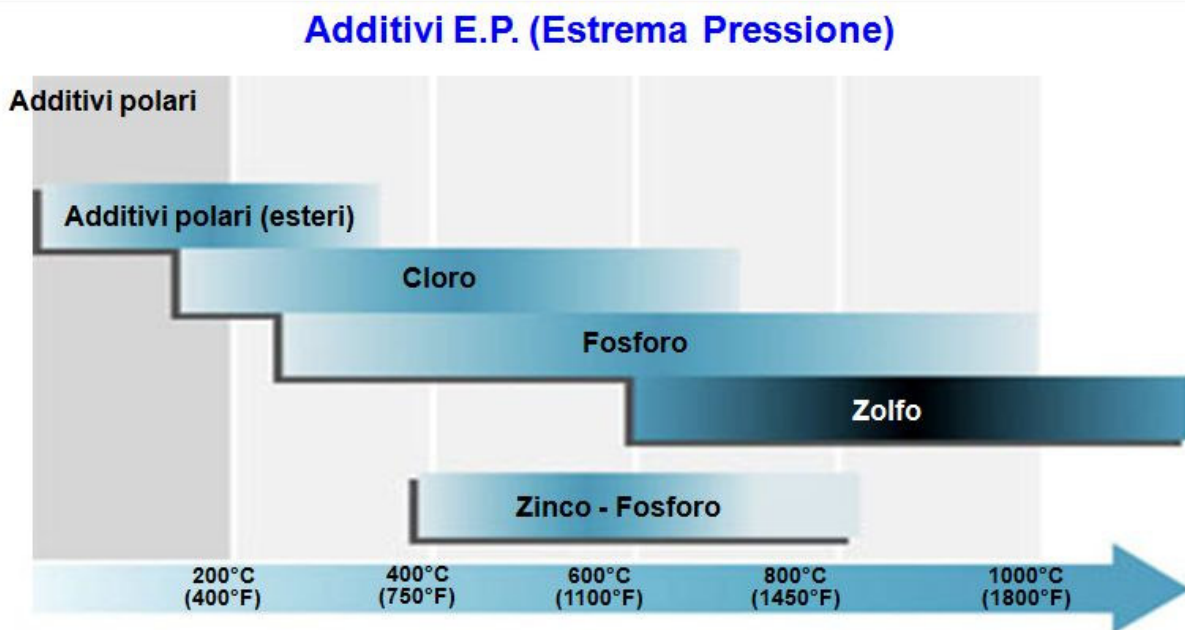 Additivi E.P. (Estrema Pressione)
Additivi polari
Additivi polari (esteri)
Cloro
Fosforo
Zolfo
Zinco - Fosforo
200°C 400°C 600°C 800°C 1000°C
(400°F) (750°F) (1100°F) (1450°F) (1800°F)